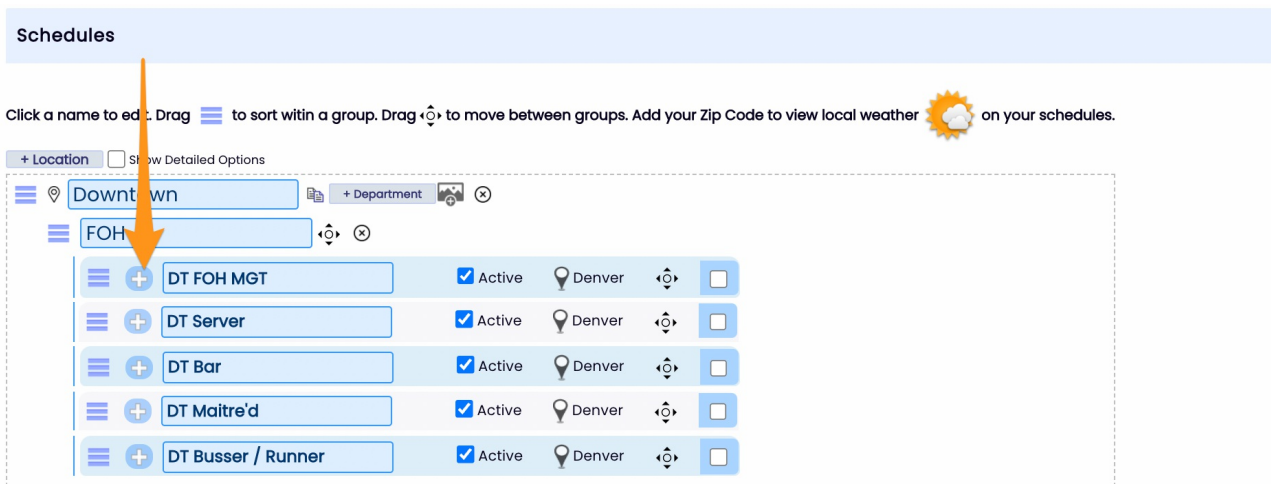 Schedules
Click a name to edit. Drag to sort witin a group. Drag to move between groups. Add your Zip Code to view local weather on your schedules.
+ Location Show Detailed Options
Downtown + Department
FOH
DT FOH MGT Active Denver
DT Server Active Denver
DT Bar Active Denver
DT Maitre'd Active Denver
DT Busser / Runner Active Denver